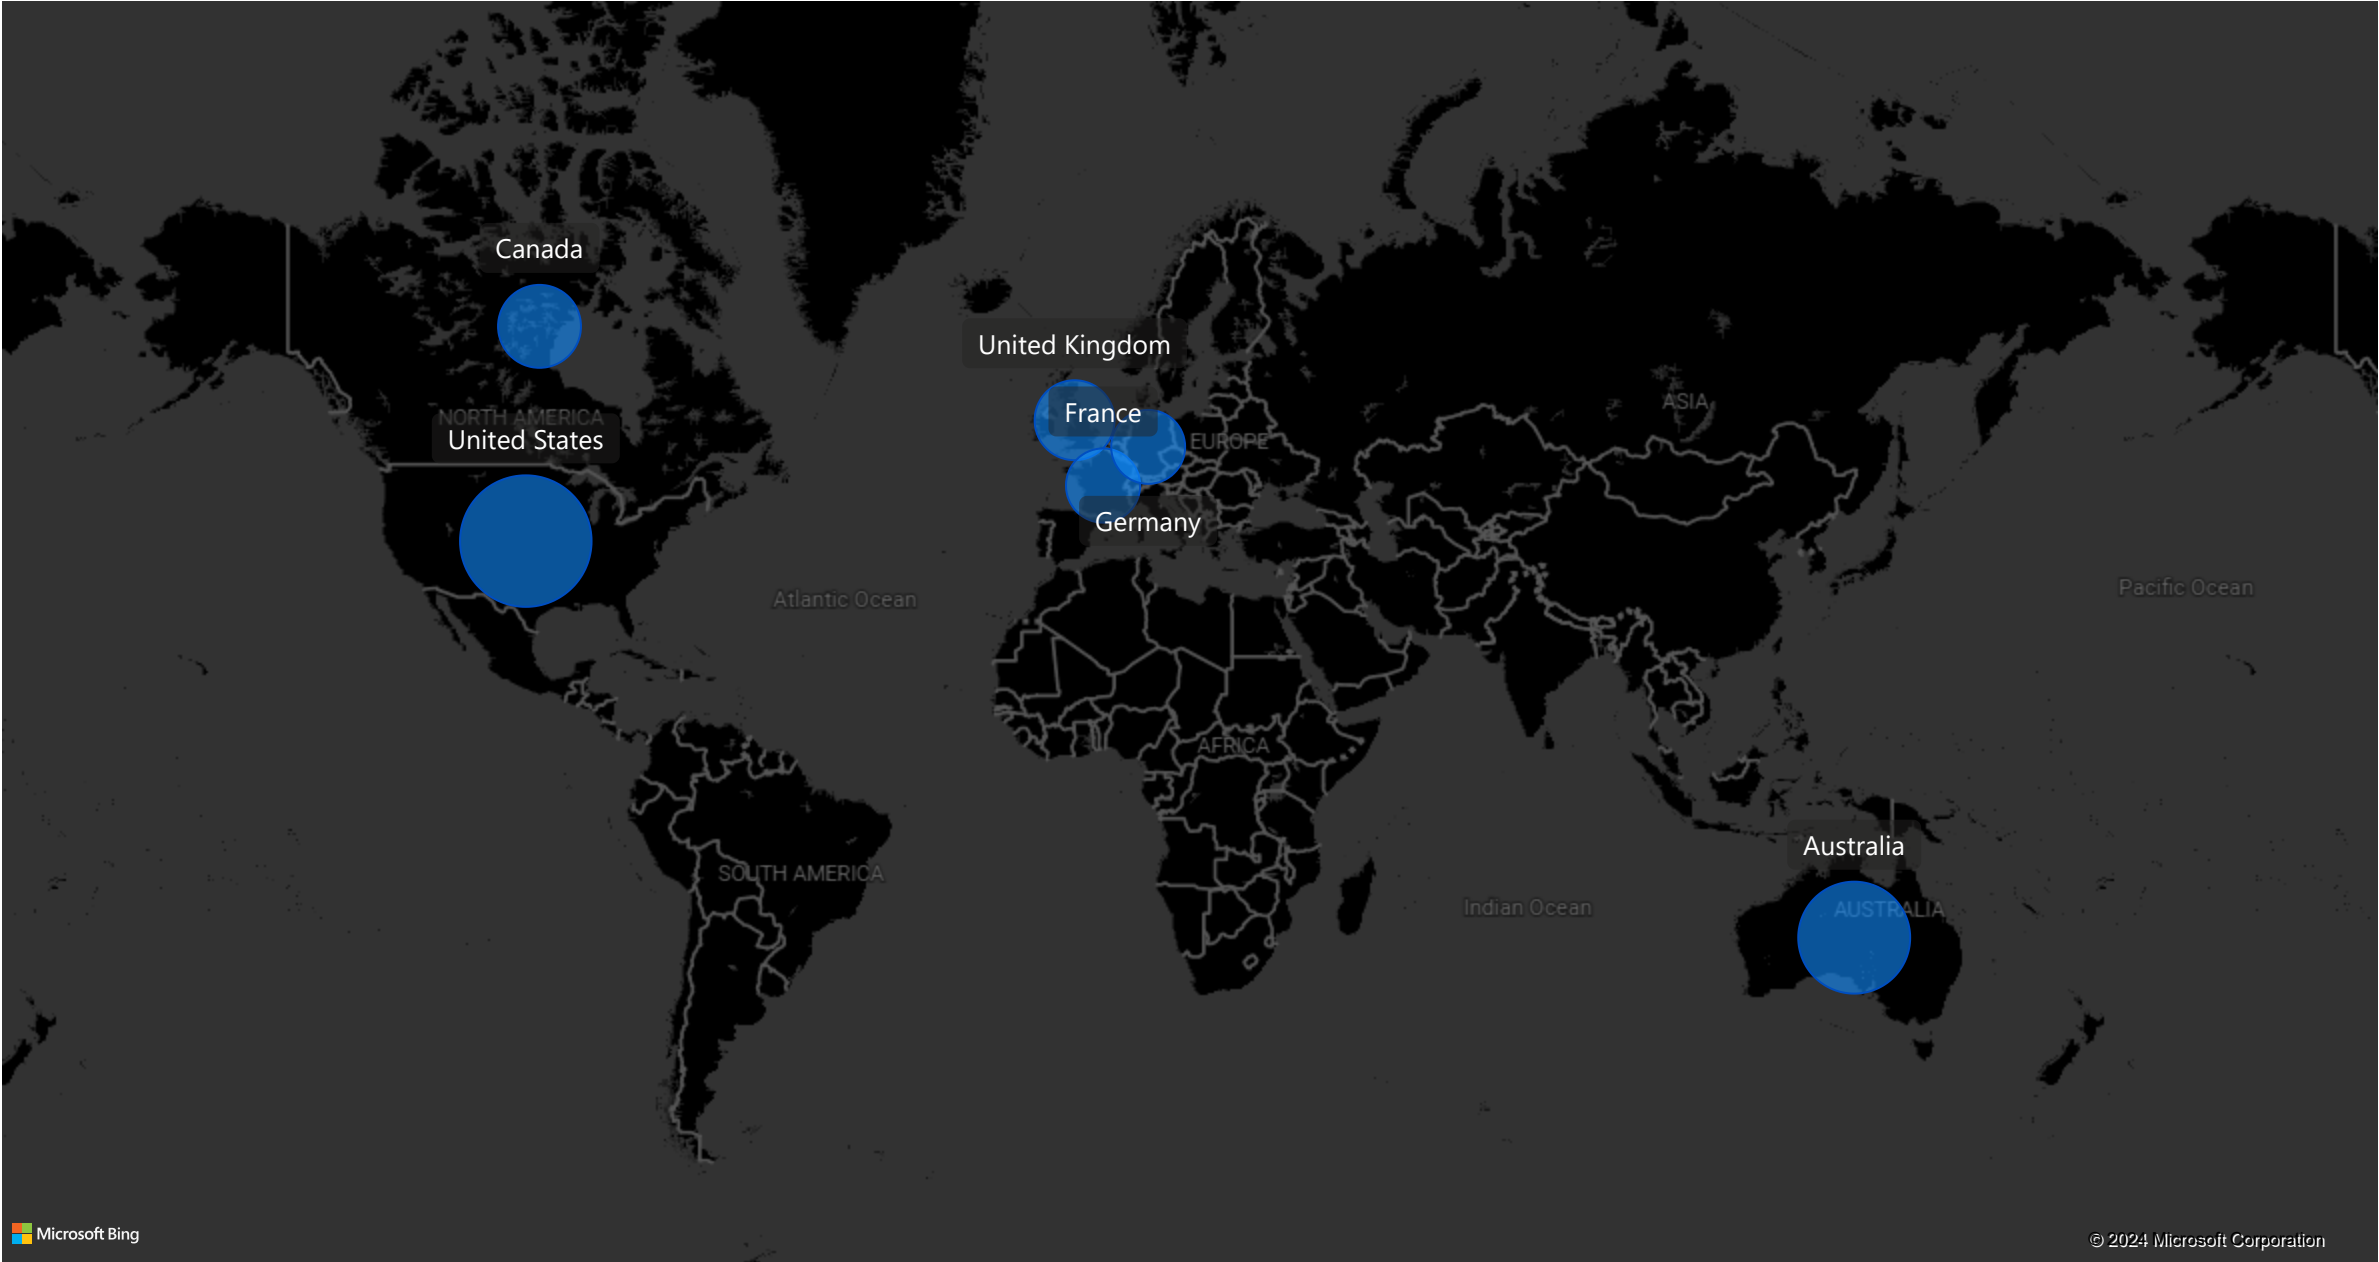 Canada
United Kingdom
NORTH AMERICA
ASIA
France
United States
EUROPE
Germany
Atlantic Ocean
Pacific Ocean
AFRICA
Australia
SOUTH AMERICA
Indian Ocean
AUSTRALIA
Microsoft Bing
© 2024 Microsoft Corporation